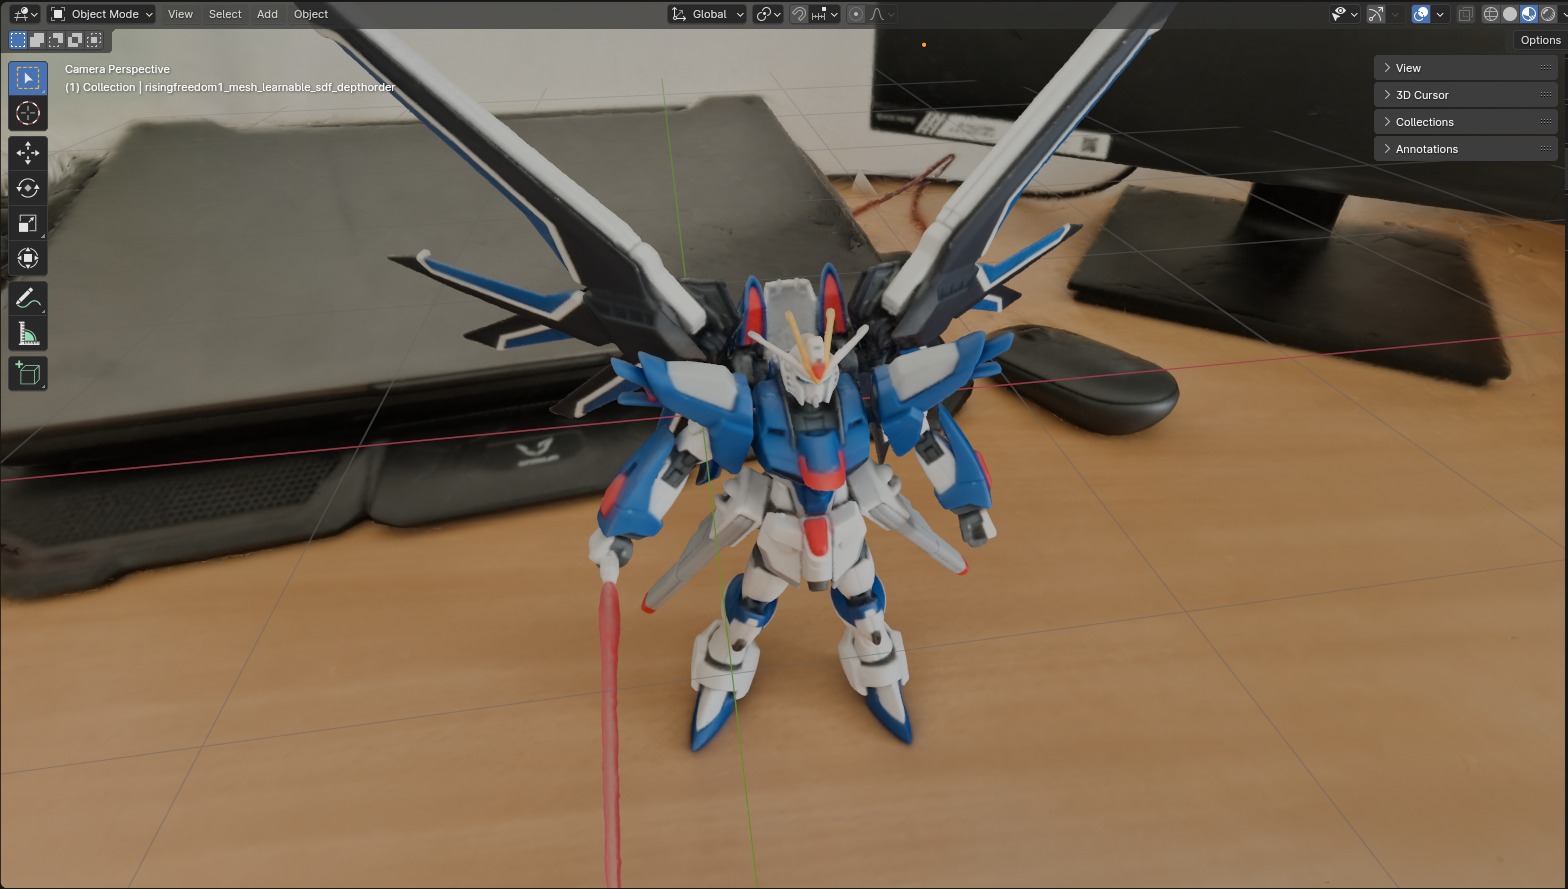 Object Mode
View
Select
Add
Object
Global
Options
Camera Perspective
(1) Collection | risingfreedom1_mesh_learnable_sdf_depthorder
View
3D Cursor
Collections
Annotations